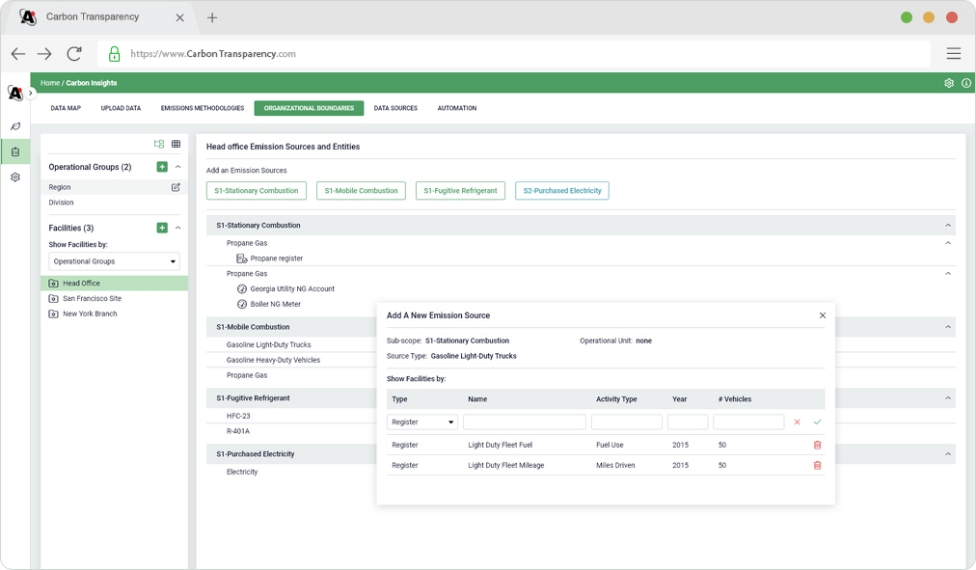 Carbon Transparency
https://www.Carbon Transparency.com
Home / Carbon Insights
DATA MAP
UPLOAD DATA
EMISSIONS METHODOLOGIES
ORGANIZATIONAL BOUNDARIES
DATA SOURCES
AUTOMATION
Operational Groups (2)
Region
Division
Facilities (3)
Show Facilities by:
Operational Groups
Head Office
San Francisco Site
New York Branch
Head office Emission Sources and Entities
Add an Emission Sources
S1-Stationary Combustion
S1-Mobile Combustion
S1-Fugitive Refrigerant
S2-Purchased Electricity
S1-Stationary Combustion
Propane Gas
Propane register
Propane Gas
Georgia Utility NG Account
Boiler NG Meter
S1-Mobile Combustion
Gasoline Light-Duty Trucks
Gasoline Heavy-Duty Vehicles
Propane Gas
S1-Fugitive Refrigerant
HFC-23
R-401A
S1-Purchased Electricity
Electricity
Add A New Emission Source
Sub-scope: S1-Stationary Combustion
Operational Unit: none
Source Type: Gasoline Light-Duty Trucks
Show Facilities by:
Type Name Activity Type Year # Vehicles
Register
Register Light Duty Fleet Fuel Fuel Use 2015 50
Register Light Duty Fleet Mileage Miles Driven 2015 50